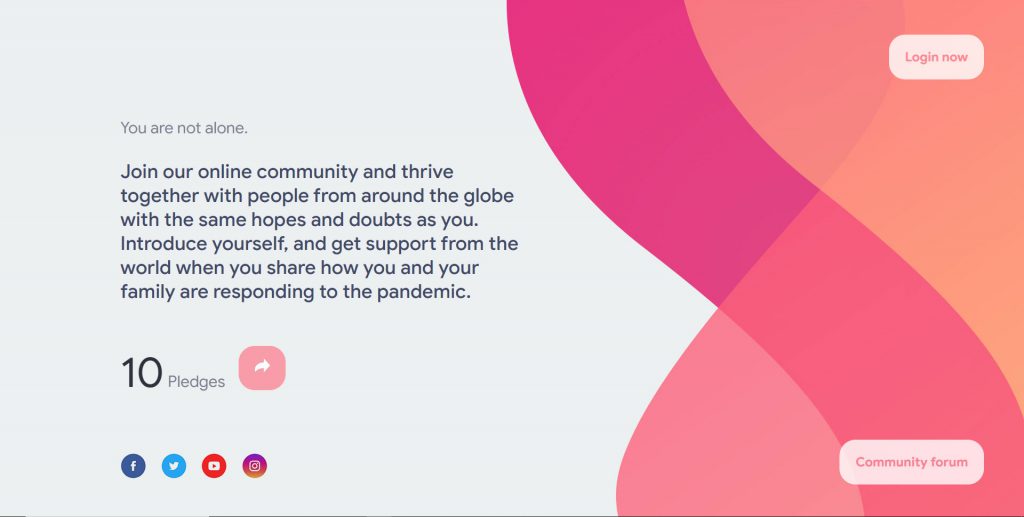 Login now
You are not alone.
Join our online community and thrive
together with people from around the globe
with the same hopes and doubts as you.
Introduce yourself, and get support from the
world when you share how you and your
family are responding to the pandemic.
10 Pledges
Community forum